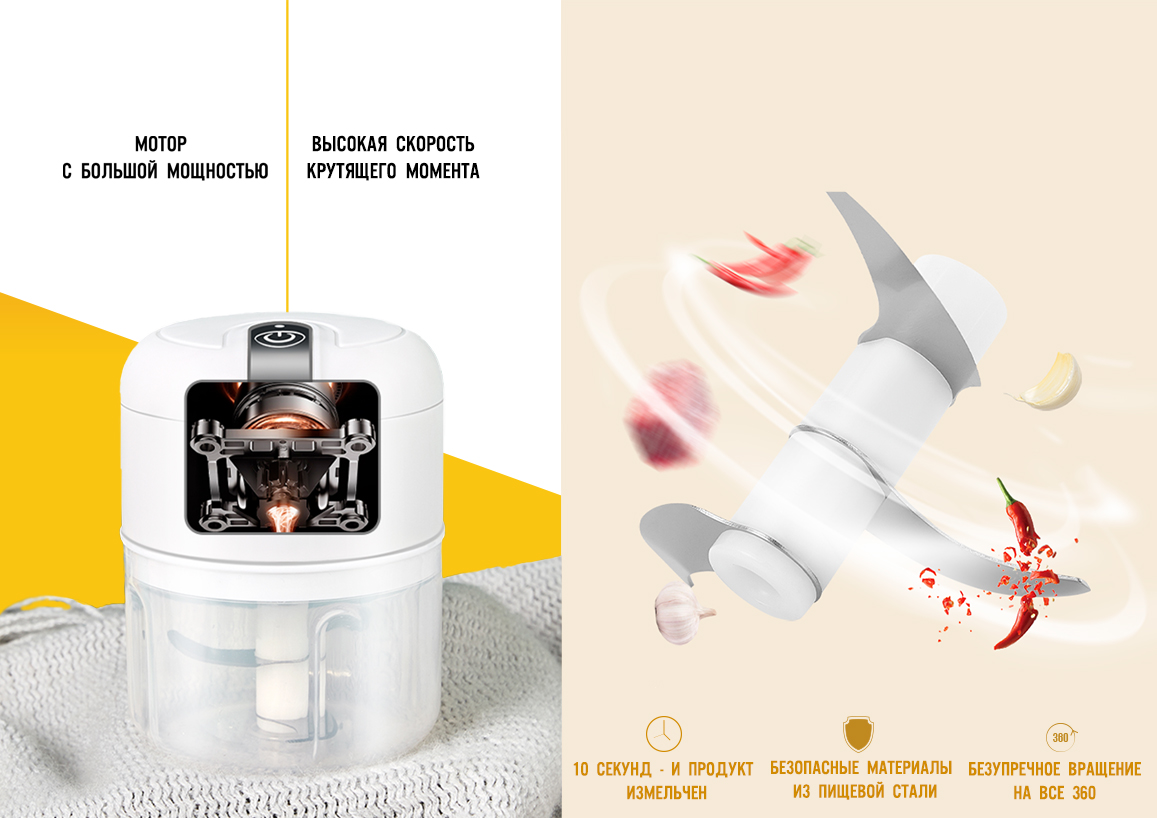 МОТОР
С БОЛЬШОЙ МОЩНОСТЬЮ
ВЫСОКАЯ СКОРОСТЬ
КРУТЯЩЕГО МОМЕНТА
10 СЕКУНД - И ПРОДУКТ
ИЗМЕЛЬЧЕН
БЕЗОПАСНЫЕ МАТЕРИАЛЫ
ИЗ ПИЩЕВОЙ СТАЛИ
360
БЕЗУПРЕЧНОЕ ВРАЩЕНИЕ
НА ВСЕ 360